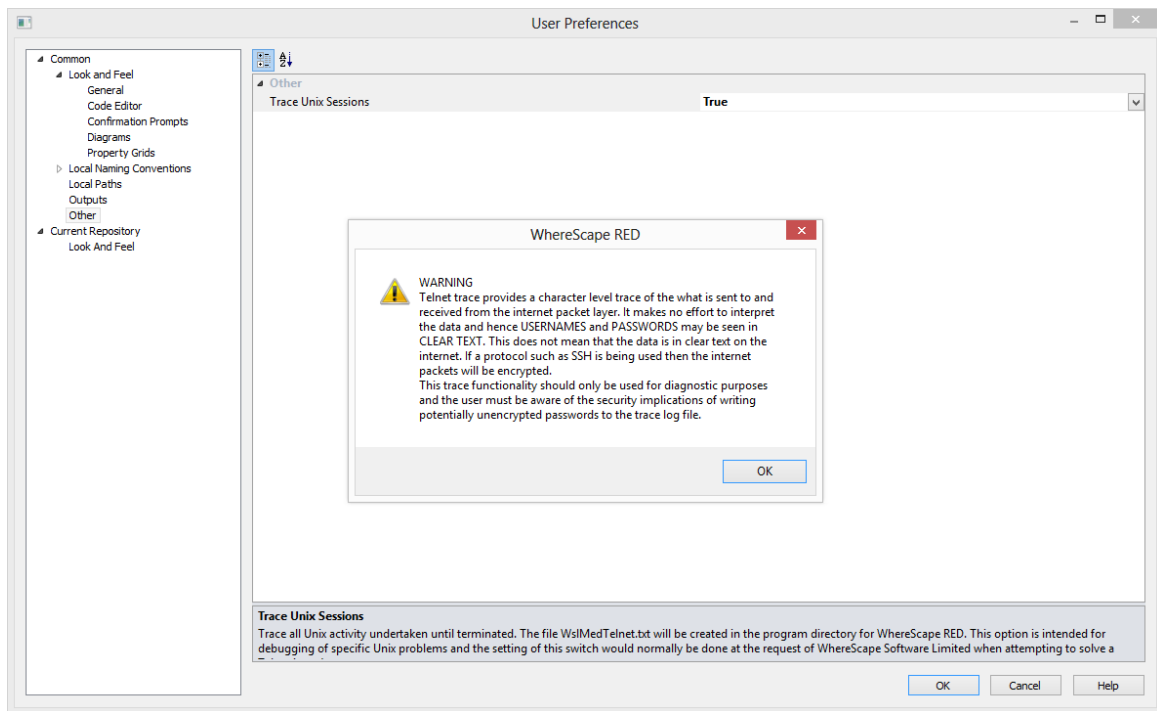 User Preferences
Common
Look and Feel
General
Code Editor
Confirmation Prompts
Diagrams
Property Grids
Local Naming Conventions
Local Paths
Outputs
Other
Current Repository
Look And Feel
Other
Trace Unix Sessions True
WhereScape RED
WARNING
Telnet trace provides a character level trace of the what is sent to and
received from the internet packet layer. It makes no effort to interpret
the data and hence USERNAMES and PASSWORDS may be seen in
CLEAR TEXT. This does not mean that the data is in clear text on the
internet. If a protocol such as SSH is being used then the internet
packets will be encrypted.
This trace functionality should only be used for diagnostic purposes
and the user must be aware of the security implications of writing
potentially unencrypted passwords to the trace log file.
OK
Trace Unix Sessions
Trace all Unix activity undertaken until terminated. The file WslMedTelnet.txt will be created in the program directory for WhereScape RED. This option is intended for
debugging of specific Unix problems and the setting of this switch would normally be done at the request of WhereScape Software Limited when attempting to solve a
OK Cancel Help